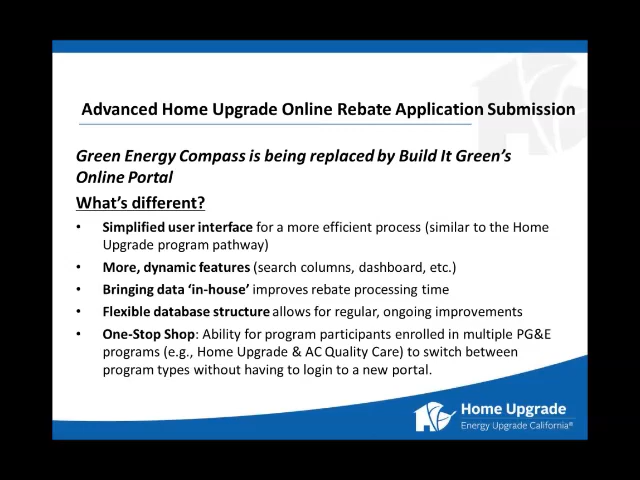 Advanced Home Upgrade Online Rebate Application Submission
Green Energy Compass is being replaced by Build It Green's
Online Portal
What's different?
• Simplified user interface for a more efficient process (similar to the Home
Upgrade program pathway)
• More, dynamic features (search columns, dashboard, etc.)
• Bringing data 'in-house' improves rebate processing time
• Flexible database structure allows for regular, ongoing improvements
• One-Stop Shop: Ability for program participants enrolled in multiple PG&E
programs (e.g., Home Upgrade & AC Quality Care) to switch between
program types without having to login to a new portal.
Home Upgrade
Energy Upgrade California®